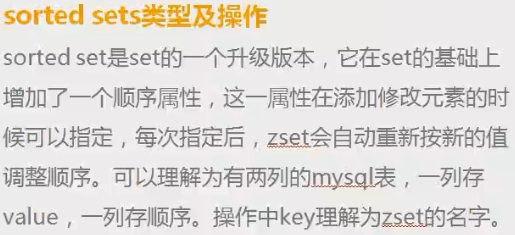 sorted sets类型及操作
sorted set是set的一个升级版本，它在set的基础上
增加了一个顺序属性，这一属性在添加修改元素的时
候可以指定，每次指定后，zset会自动重新按新的值
调整顺序。可以理解为有两列的mysql表，一列存
value，一列存顺序。操作中key理解为zset的名字。